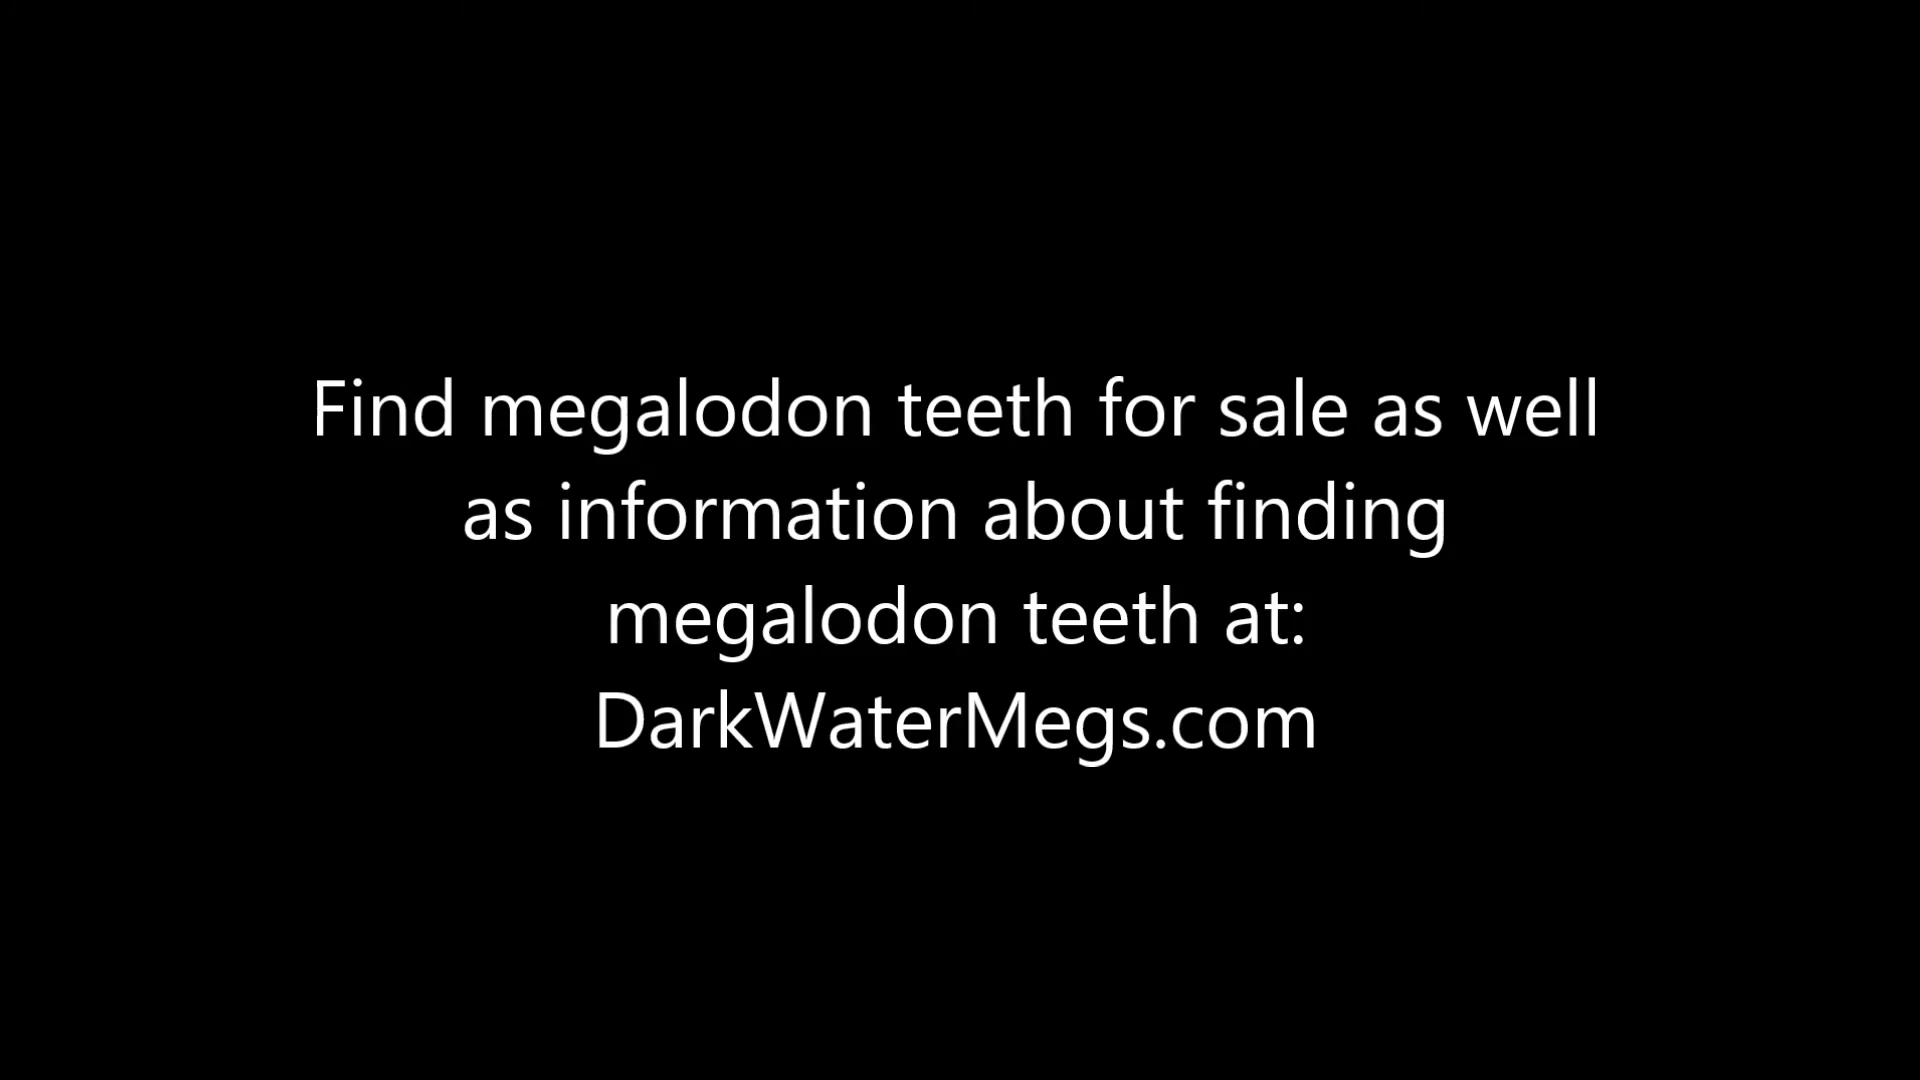 Find megalodon teeth for sale as well
as information about finding
megalodon teeth at:
DarkWaterMegs.com